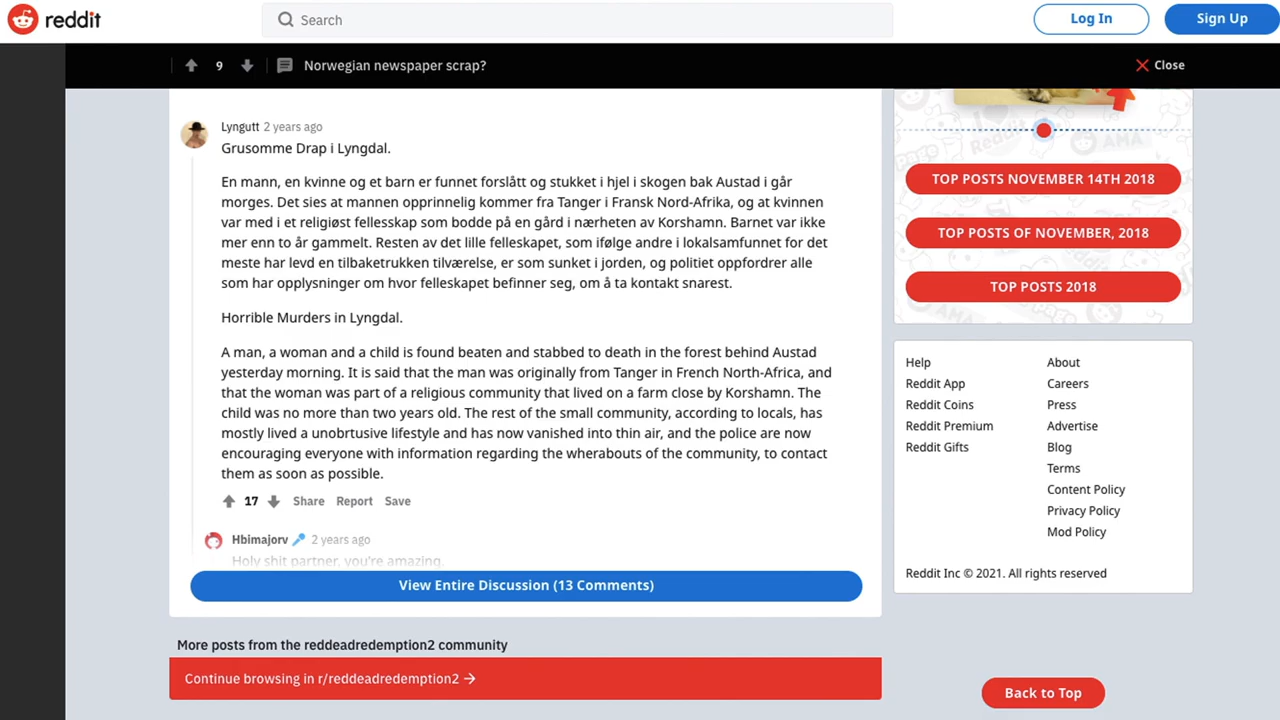 reddit
Search
Log In
Sign Up
9
Norwegian newspaper scrap?
Close
Lyngutt 2 years ago
Grusomme Drap i Lyngdal.
En mann, en kvinne og et barn er funnet forslått og stukket i hjel i skogen bak Austad i går
morges. Det sies at mannen opprinnelig kommer fra Tanger i Fransk Nord-Afrika, og at kvinnen
var med i et religiøst fellesskap som bodde på en gård i nærheten av Korshamn. Barnet var ikke
mer enn to år gammelt. Resten av det lille felleskapet, som ifølge andre i lokalsamfunnet for det
meste har levd en tilbaketrukken tilværelse, er som sunket i jorden, og politiet oppfordrer alle
som har opplysninger om hvor felleskapet befinner seg, om å ta kontakt snarest.
Horrible Murders in Lyngdal.
A man, a woman and a child is found beaten and stabbed to death in the forest behind Austad
yesterday morning. It is said that the man was originally from Tanger in French North-Africa, and
that the woman was part of a religious community that lived on a farm close by Korshamn. The
child was no more than two years old. The rest of the small community, according to locals, has
mostly lived a unobrtusive lifestyle and has now vanished into thin air, and the police are now
encouraging everyone with information regarding the wherabouts of the community, to contact
them as soon as possible.
17
Share
Report
Save
Hbimajorv 2 years ago
Holy shit partner, you're amazing.
View Entire Discussion (13 Comments)
More posts from the reddeadredemption2 community
Continue browsing in r/reddeadredemption2 →
TOP POSTS NOVEMBER 14TH 2018
TOP POSTS OF NOVEMBER, 2018
TOP POSTS 2018
Help
Reddit App
Reddit Coins
Reddit Premium
Reddit Gifts
About
Careers
Press
Advertise
Blog
Terms
Content Policy
Privacy Policy
Mod Policy
Reddit Inc © 2021. All rights reserved
Back to Top